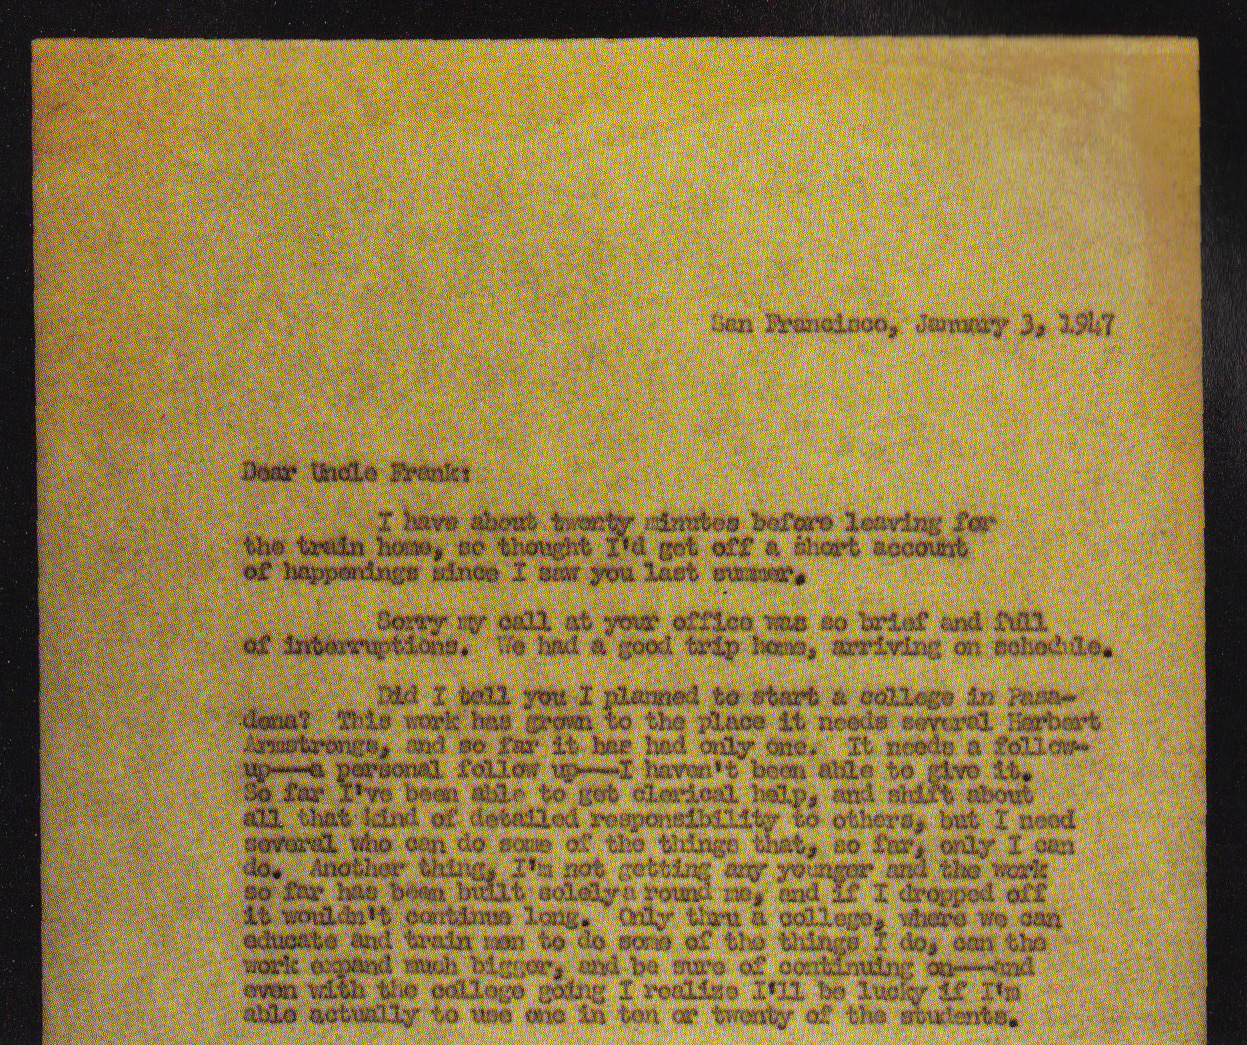 San Francisco, January 3, 1947
Dear Uncle Frank:
I have about twenty minutes before leaving for
the train home, so thought I'd get off a short account
of happenings since I saw you last summer.
Sorry my call at your office was so brief and full
of interruptions. We had a good trip home, arriving on schedule.
Did I tell you I planned to start a college in Pasa-
dena? This work has grown to the place it needs several Herbert
Armstrongs, and so far it has had only one. It needs a follow-
up--a personal follow up--I haven't been able to give it.
So far I've been able to get clerical help, and shift about
all that kind of detailed responsibility to others, but I need
several who can do some of the things that, so far, only I can
do. Another thing, I'm not getting any younger and the work
so far has been built solely around me, and if I dropped off
it wouldn't continue long. Only thru a college, where we can
educate and train men to do some of the things I do, can the
work expand much bigger, and be sure of continuing on--and
even with the college going I realize I'll be lucky if I'm
able actually to use one in ten or twenty of the students.